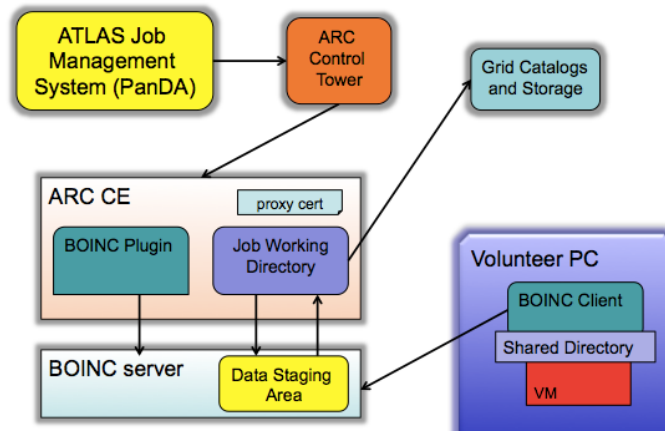 ATLAS Job
Management
System (PanDA)
ARC
Control
Tower
Grid Catalogs
and Storage
ARC CE
proxy cert
BOINC Plugin
Job Working
Directory
Volunteer PC
BOINC Client
Shared Directory
VM
BOINC server
Data Staging
Area